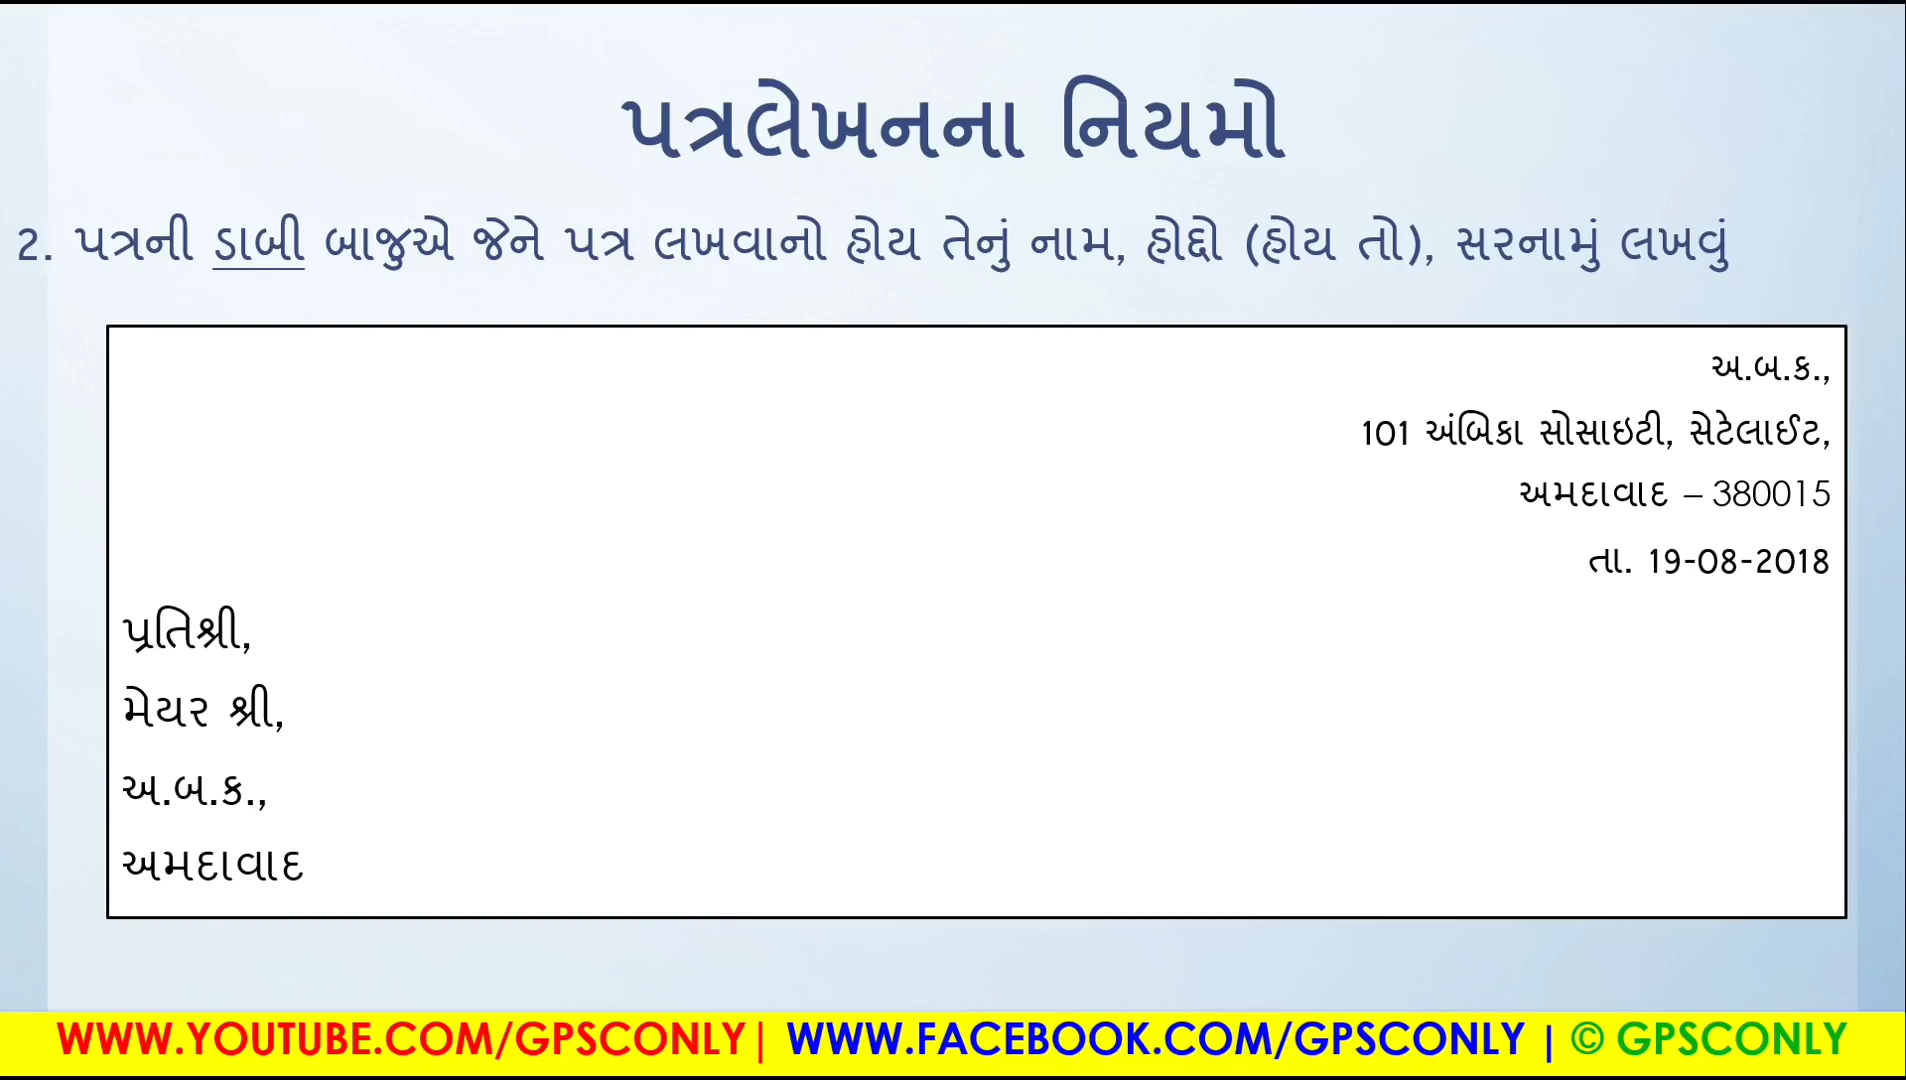 પત્રલેખનના નિયમો
2. પત્રની ડાબી બાજુએ જેને પત્ર લખવાનો હોય તેનું નામ, હોદ્દો (હોય તો), સરનામું લખવું
અ.બ.ક.,
101 અંબિકા સોસાઇટી, સેટેલાઈટ,
અમદાવાદ – 380015
તા. 19-08-2018
પ્રતિશ્રી,
મેયર શ્રી,
અ.બ.ક.,
અમદાવાદ
WWW.YOUTUBE.COM/GPSCONLY| WWW.FACEBOOK.COM/GPSCONLY | © GPSCONLY